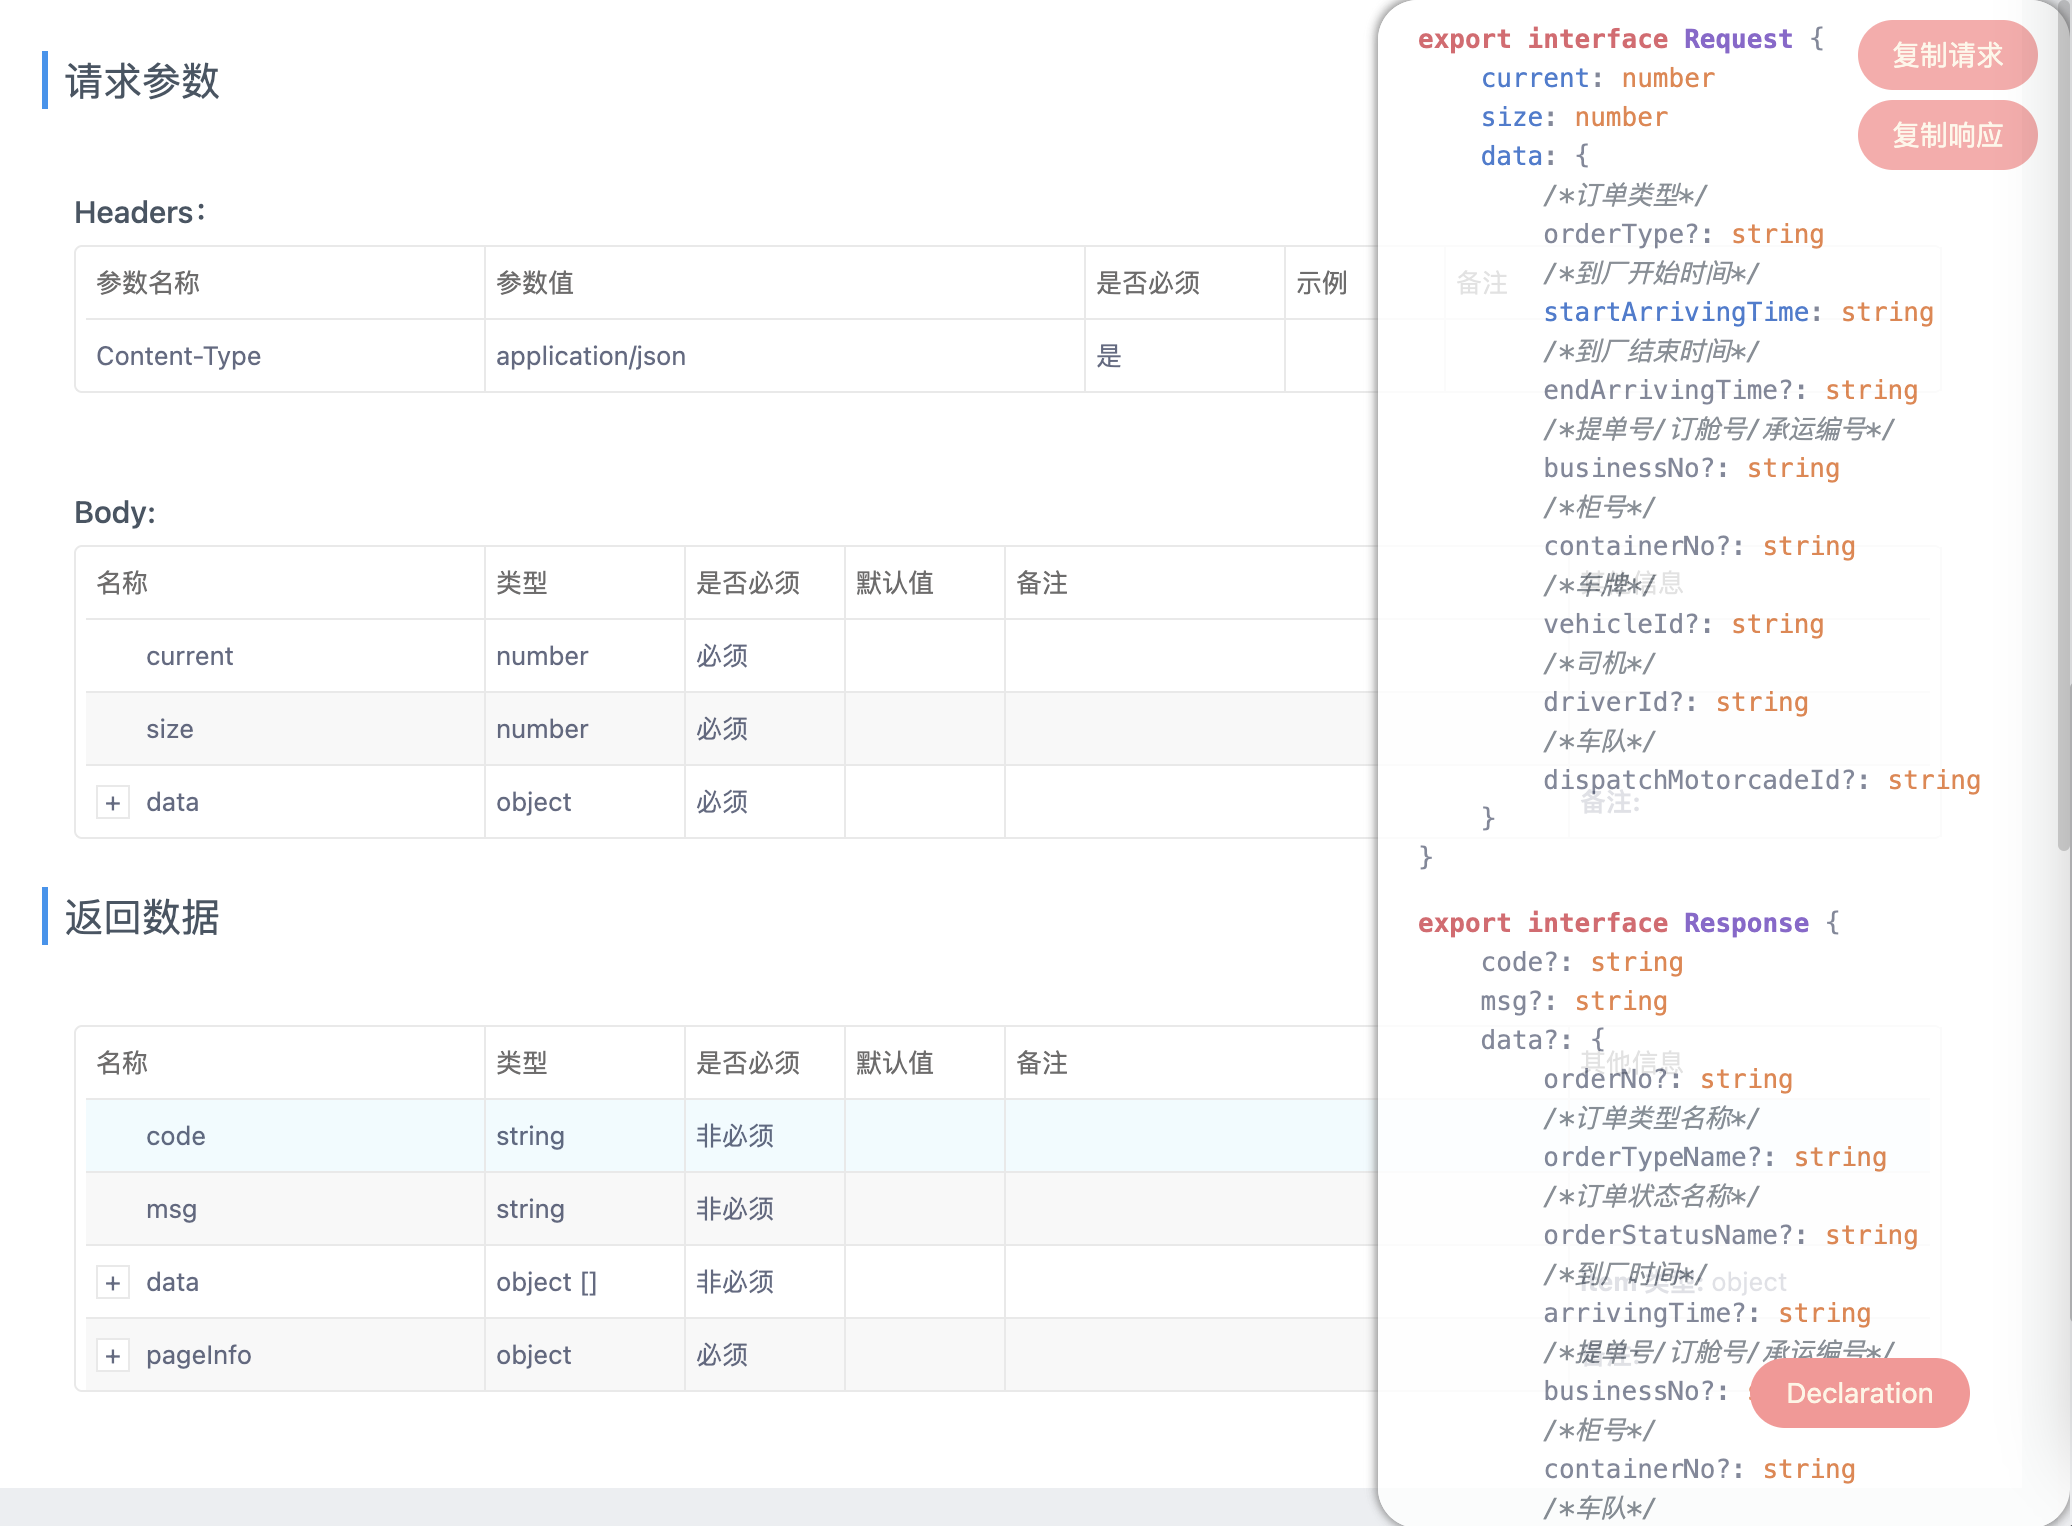 请求参数
Headers：
参数名称 参数值 是否必须 示例 备注
Content-Type application/json 是
Body:
名称 类型 是否必须 默认值 备注
current number 必须
size number 必须
+ data object 必须
备注:
返回数据
名称 类型 是否必须 默认值 备注 其他信息
code string 非必须
msg string 非必须
+ data object [] 非必须
item 类型: object
+ pageInfo object 必须
export interface Request {
current: number
size: number
data: {
/*订单类型*/
orderType?: string
/*到厂开始时间*/
startArrivingTime: string
/*到厂结束时间*/
endArrivingTime?: string
/*提单号/订舱号/承运编号*/
businessNo?: string
/*柜号*/
containerNo?: string
/*车牌*/
vehicleId?: string
/*司机*/
driverId?: string
/*车队*/
dispatchMotorcadeId?: string
}
}
export interface Response {
code?: string
msg?: string
data?: {
orderNo?: string
/*订单类型名称*/
orderTypeName?: string
/*订单状态名称*/
orderStatusName?: string
/*到厂时间*/
arrivingTime?: string
/*提单号/订舱号/承运编号*/
businessNo?:
/*柜号*/
containerNo?: string
/*车队*/
复制请求
复制响应
Declaration